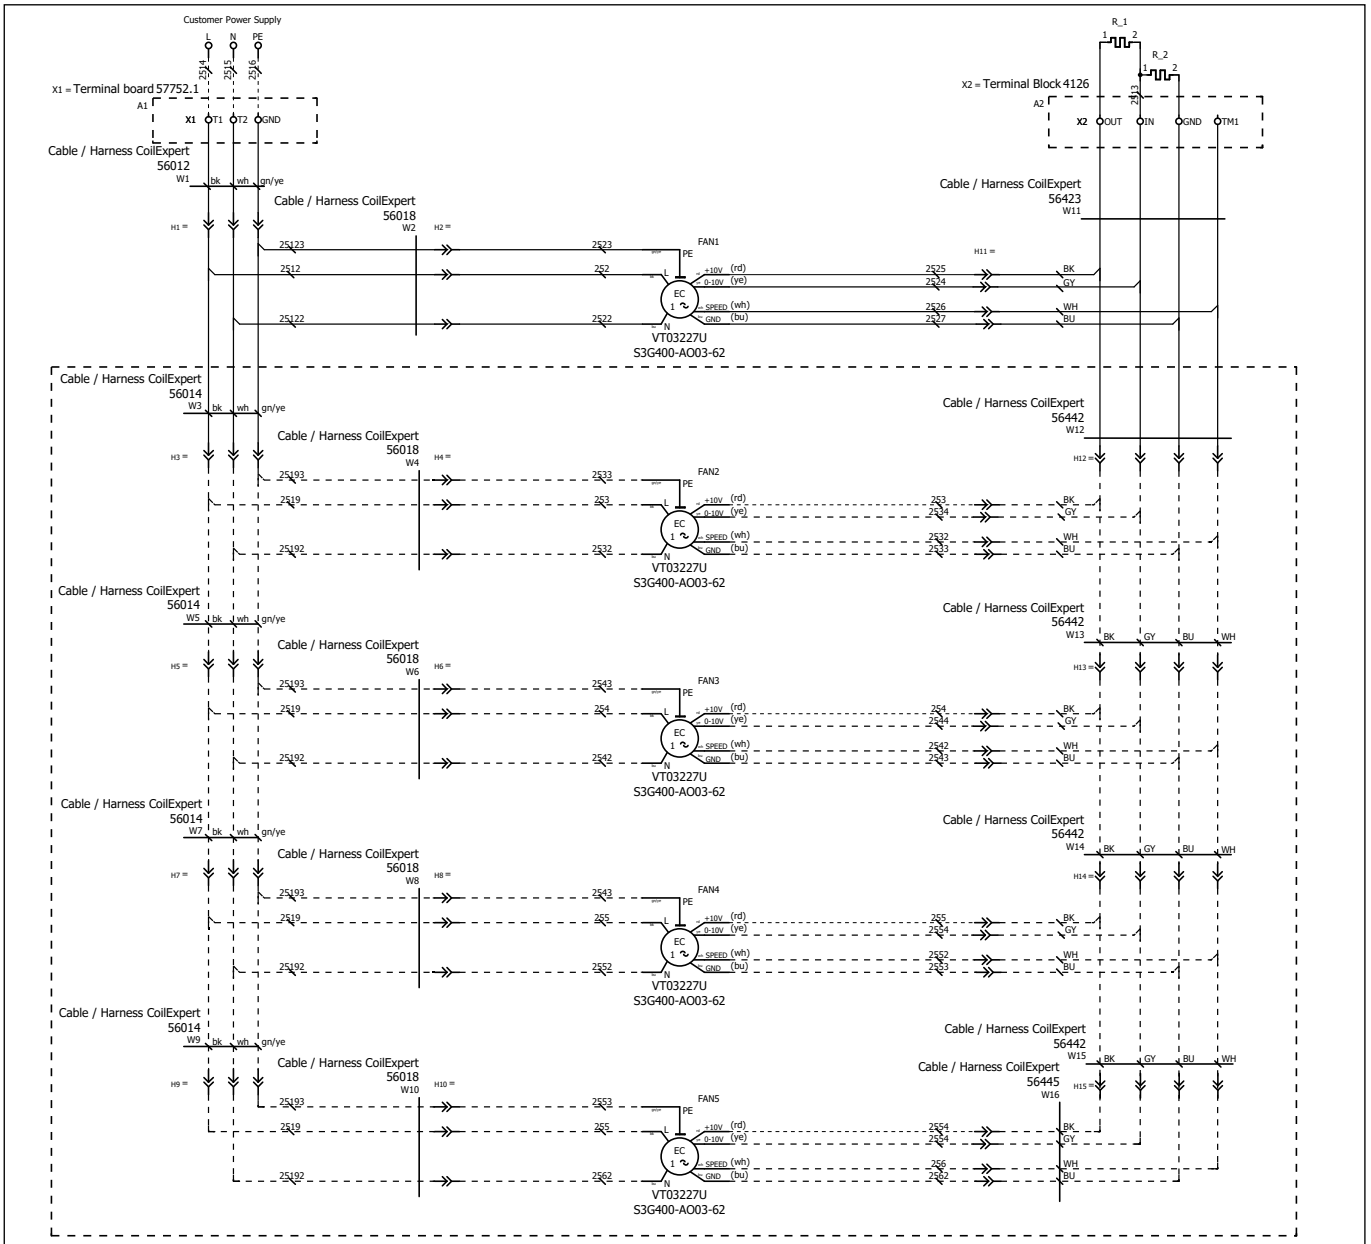 Customer Power Supply
L N PE
2514 2515 2516
X1 = Terminal board 57752.1
A1
X1 T1 T2 GND
R_1
1 2
R_2
1 2
2513
X2 = Terminal Block 4126
A2
X2 OUT IN GND TM1
Cable / Harness CoilExpert
56012
W1 bk wh gn/ye
H1 =
Cable / Harness CoilExpert
56018
W2 H2 =
Cable / Harness CoilExpert
56423
W11
H11 =
25123 2523 FAN1
PE
2512 252 L
+10V (rd) 2525 BK
0-10V (ye) 2524 GY
EC
1 ~
SPEED (wh) 2526 WH
25122 2522 N
GND (bu) 2527 BU
VT03227U
S3G400-AO03-62
Cable / Harness CoilExpert
56014
W3 bk wh gn/ye
H3 =
Cable / Harness CoilExpert
56018
W4 H4 =
Cable / Harness CoilExpert
56442
W12
H12 =
25193 2533 FAN2
PE
2519 253 L
+10V (rd) 253 BK
0-10V (ye) 2534 GY
EC
1 ~
SPEED (wh) 2532 WH
25192 2532 N
GND (bu) 2533 BU
VT03227U
S3G400-AO03-62
Cable / Harness CoilExpert
56014
W5 bk wh gn/ye
H5 =
Cable / Harness CoilExpert
56018
W6 H6 =
Cable / Harness CoilExpert
56442
W13 BK GY BU WH
H13 =
25193 2543 FAN3
PE
2519 254 L
+10V (rd) 254 BK
0-10V (ye) 2544 GY
EC
1 ~
SPEED (wh) 2542 WH
25192 2542 N
GND (bu) 2543 BU
VT03227U
S3G400-AO03-62
Cable / Harness CoilExpert
56014
W7 bk wh gn/ye
H7 =
Cable / Harness CoilExpert
56018
W8 H8 =
Cable / Harness CoilExpert
56442
W14 BK GY BU WH
H14 =
25193 2543 FAN4
PE
2519 255 L
+10V (rd) 255 BK
0-10V (ye) 2554 GY
EC
1 ~
SPEED (wh) 2552 WH
25192 2552 N
GND (bu) 2553 BU
VT03227U
S3G400-AO03-62
Cable / Harness CoilExpert
56014
W9 bk wh gn/ye
H9 =
Cable / Harness CoilExpert
56018
W10 H10 =
Cable / Harness CoilExpert
56442
W15 BK GY BU WH
H15 =
Cable / Harness CoilExpert
56445
W16
25193 2553 FAN5
PE
2519 255 L
+10V (rd) 2554 BK
0-10V (ye) 2554 GY
EC
1 ~
SPEED (wh) 256 WH
25192 2562 N
GND (bu) 2562 BU
VT03227U
S3G400-AO03-62